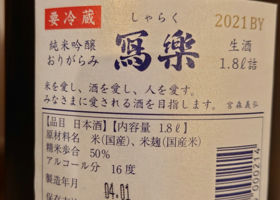 要冷蔵
しゃらく
2021BY
純米吟醸
おりがらみ
寫樂
生酒
1.8ℓ詰
米を愛し、酒を愛し、人を愛す。
みなさまに愛される酒を目指します。 宮森義弘
【品目 日本酒】【内容量 1.8ℓ】
原材料名 米(国産)、米麹(国産米)
精米歩合 50%
アルコール分 16度
製造年月 04.01
000214